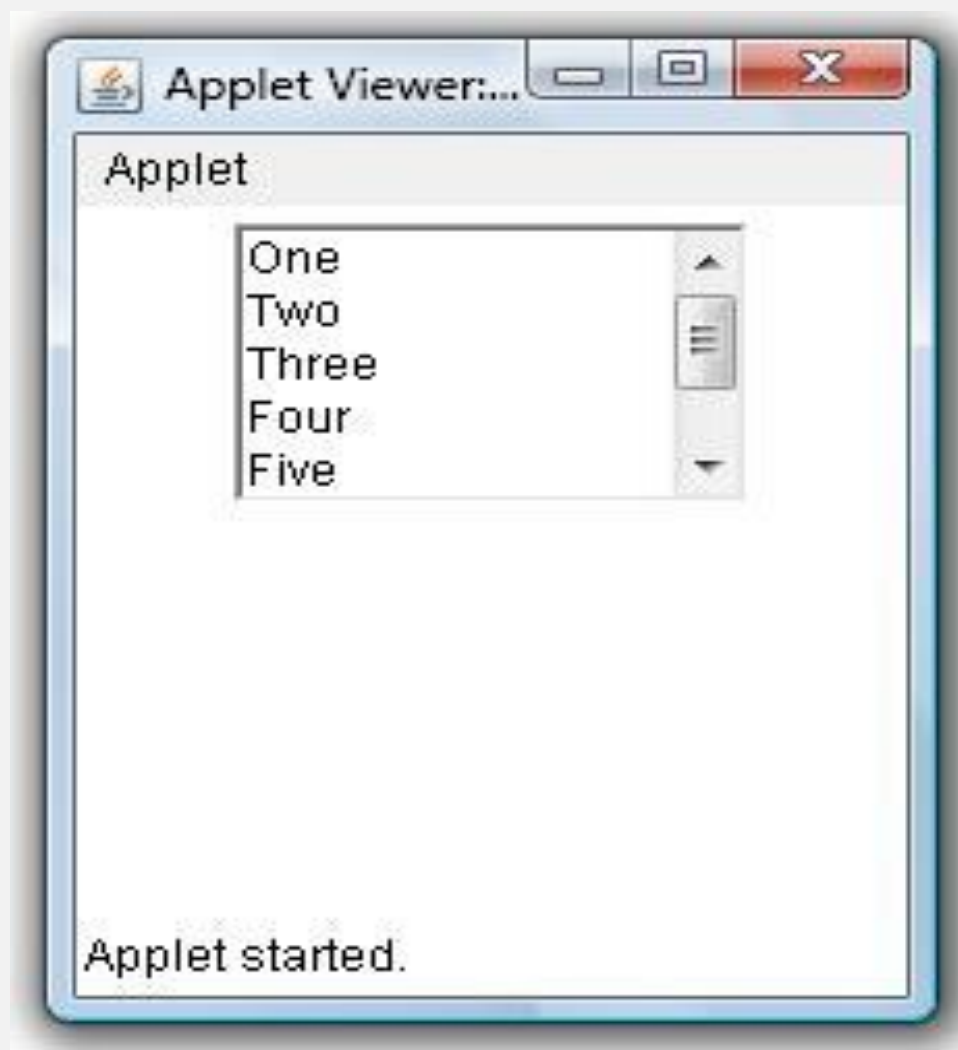 Applet Viewer:...
Applet
One
Two
Three
Four
Five
Applet started.